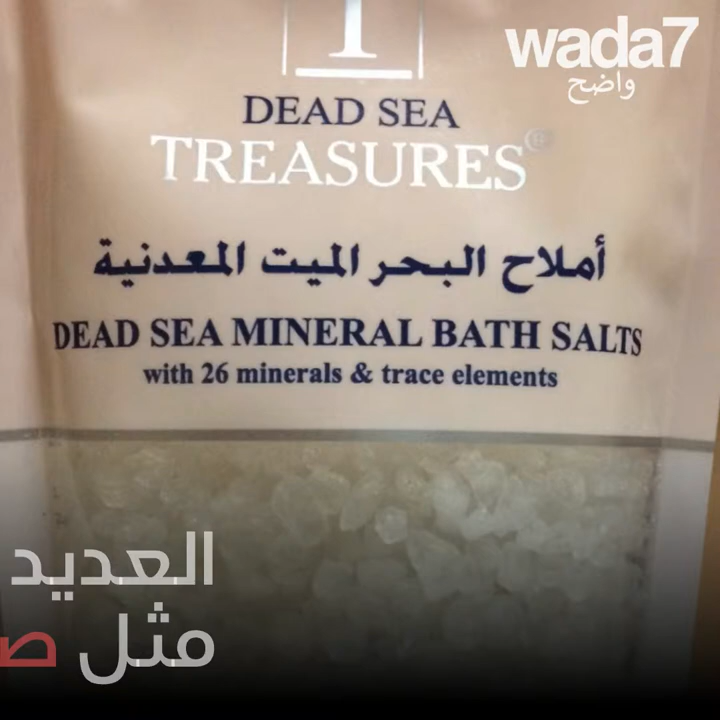 wada7
واضح
DEAD SEA
TREASURES®
أملاح البحر الميت المعدنية
DEAD SEA MINERAL BATH SALTS
with 26 minerals & trace elements
العديد
مثل